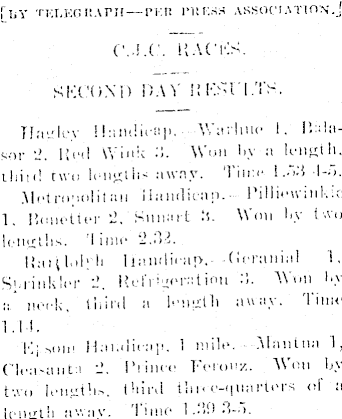 [BY TELEGRAPH—PER PRESS ASSOCIATION.]
C.J.C. RACES.
SECOND DAY RESULTS.
Hagley Handicap.—Warhue 1, Bala-
sor 2, Red Wink 3. Won by a length,
third two lengths away. Time 1.53 4-5.
Metropolitan Handicap.—Pilliewinkie
1, Bonetter 2, Sunart 3. Won by two
lengths. Time 2.32.
Handicap.—Geranial 1,
Sprinkler 2, Refrigeration 3. Won by
a neck, third a length away. Time
1.14.
Epsom Handicap, 1 mile.—Mantua 1,
Cleasanta 2, Prince Ferouz. Won by
two lengths, third three-quarters of a
length away. Time 1.39 3-5.